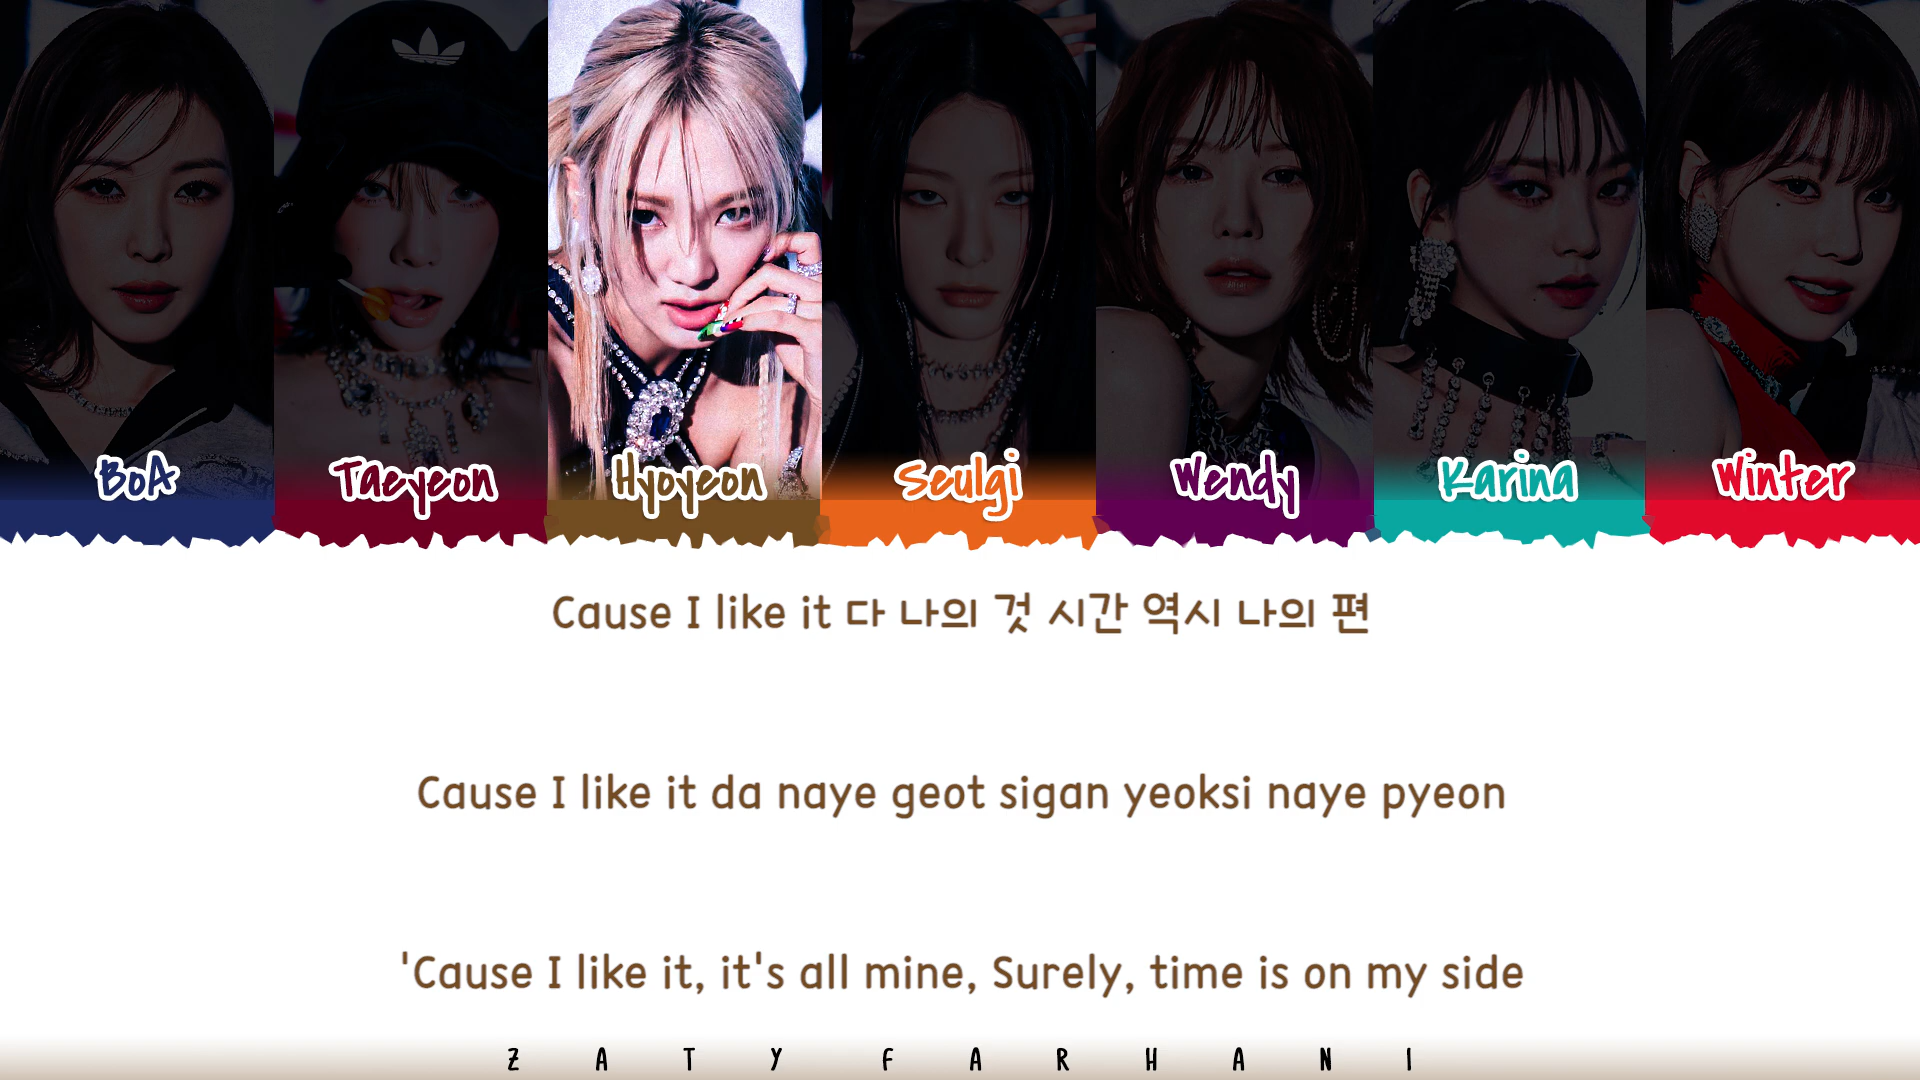 BoA Taeyeon Hyoyeon Seulgi Wendy Karina Winter
Cause I like it 다 나의 것 시간 역시 나의 편
Cause I like it da naye geot sigan yeoksi naye pyeon
'Cause I like it, it's all mine, Surely, time is on my side
ZATY FARHANI